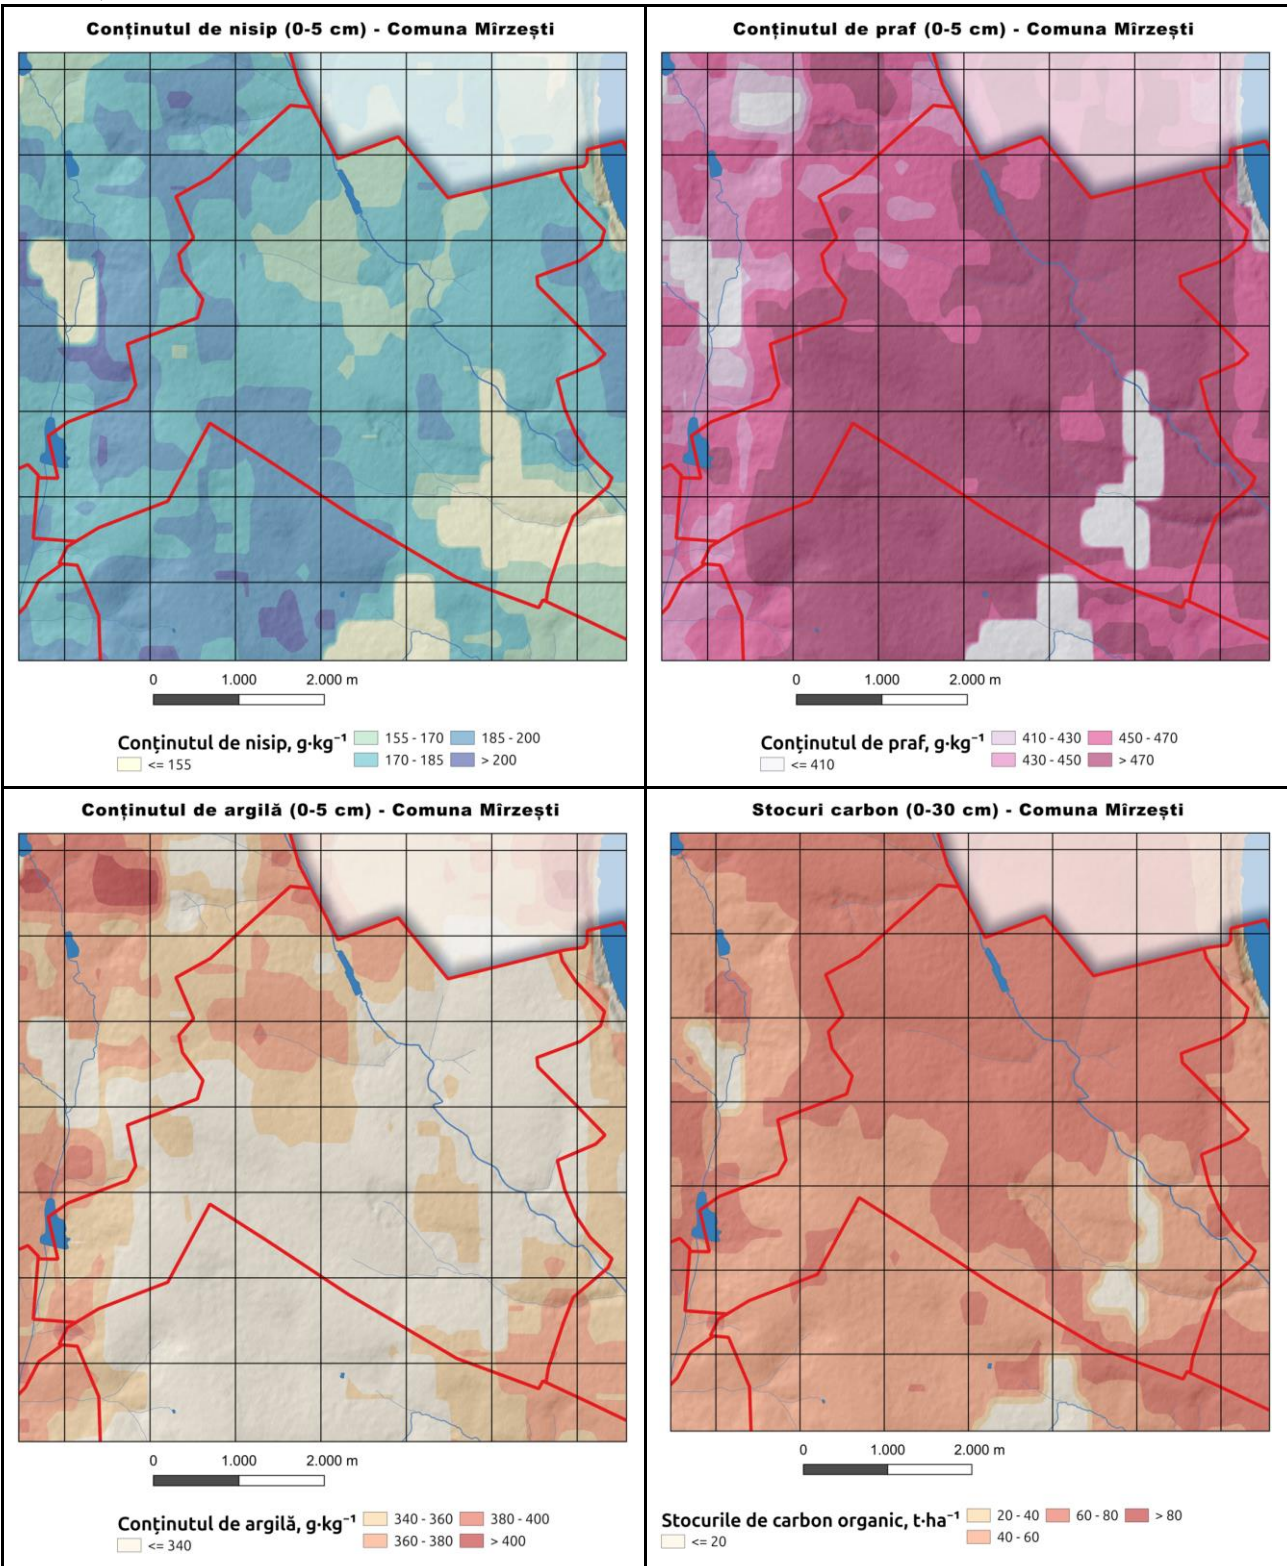 Conținutul de nisip (0-5 cm) - Comuna Mîrzești
0 1.000 2.000 m
Conținutul de nisip, g·kg⁻¹
<= 155
155 - 170
170 - 185
185 - 200
> 200
Conținutul de praf (0-5 cm) - Comuna Mîrzești
0 1.000 2.000 m
Conținutul de praf, g·kg⁻¹
<= 410
410 - 430
430 - 450
450 - 470
> 470
Conținutul de argilă (0-5 cm) - Comuna Mîrzești
0 1.000 2.000 m
Conținutul de argilă, g·kg⁻¹
<= 340
340 - 360
360 - 380
380 - 400
> 400
Stocuri carbon (0-30 cm) - Comuna Mîrzești
0 1.000 2.000 m
Stocurile de carbon organic, t·ha⁻¹
<= 20
20 - 40
40 - 60
60 - 80
> 80